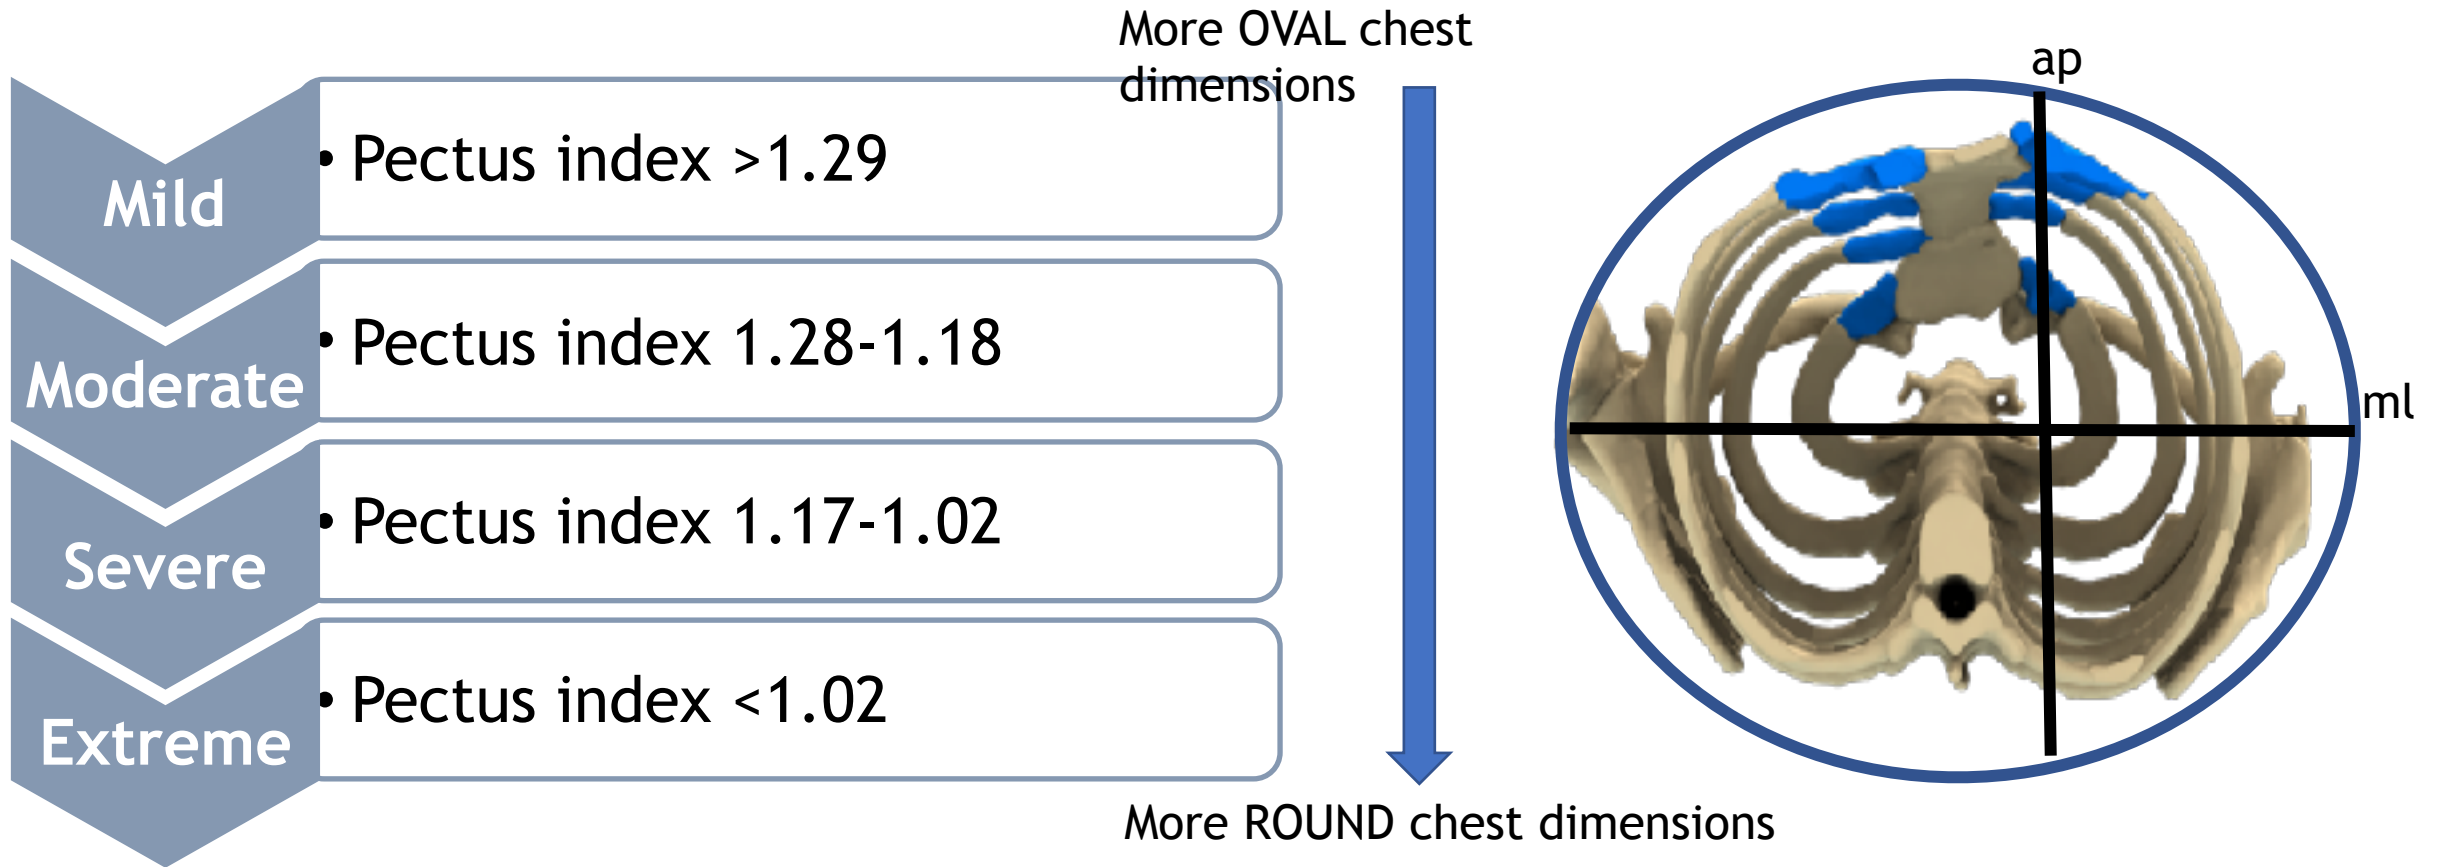 More OVAL chest
dimensions
Mild
• Pectus index >1.29
Moderate
• Pectus index 1.28-1.18
Severe
• Pectus index 1.17-1.02
Extreme
• Pectus index <1.02
More ROUND chest dimensions
ap
ml